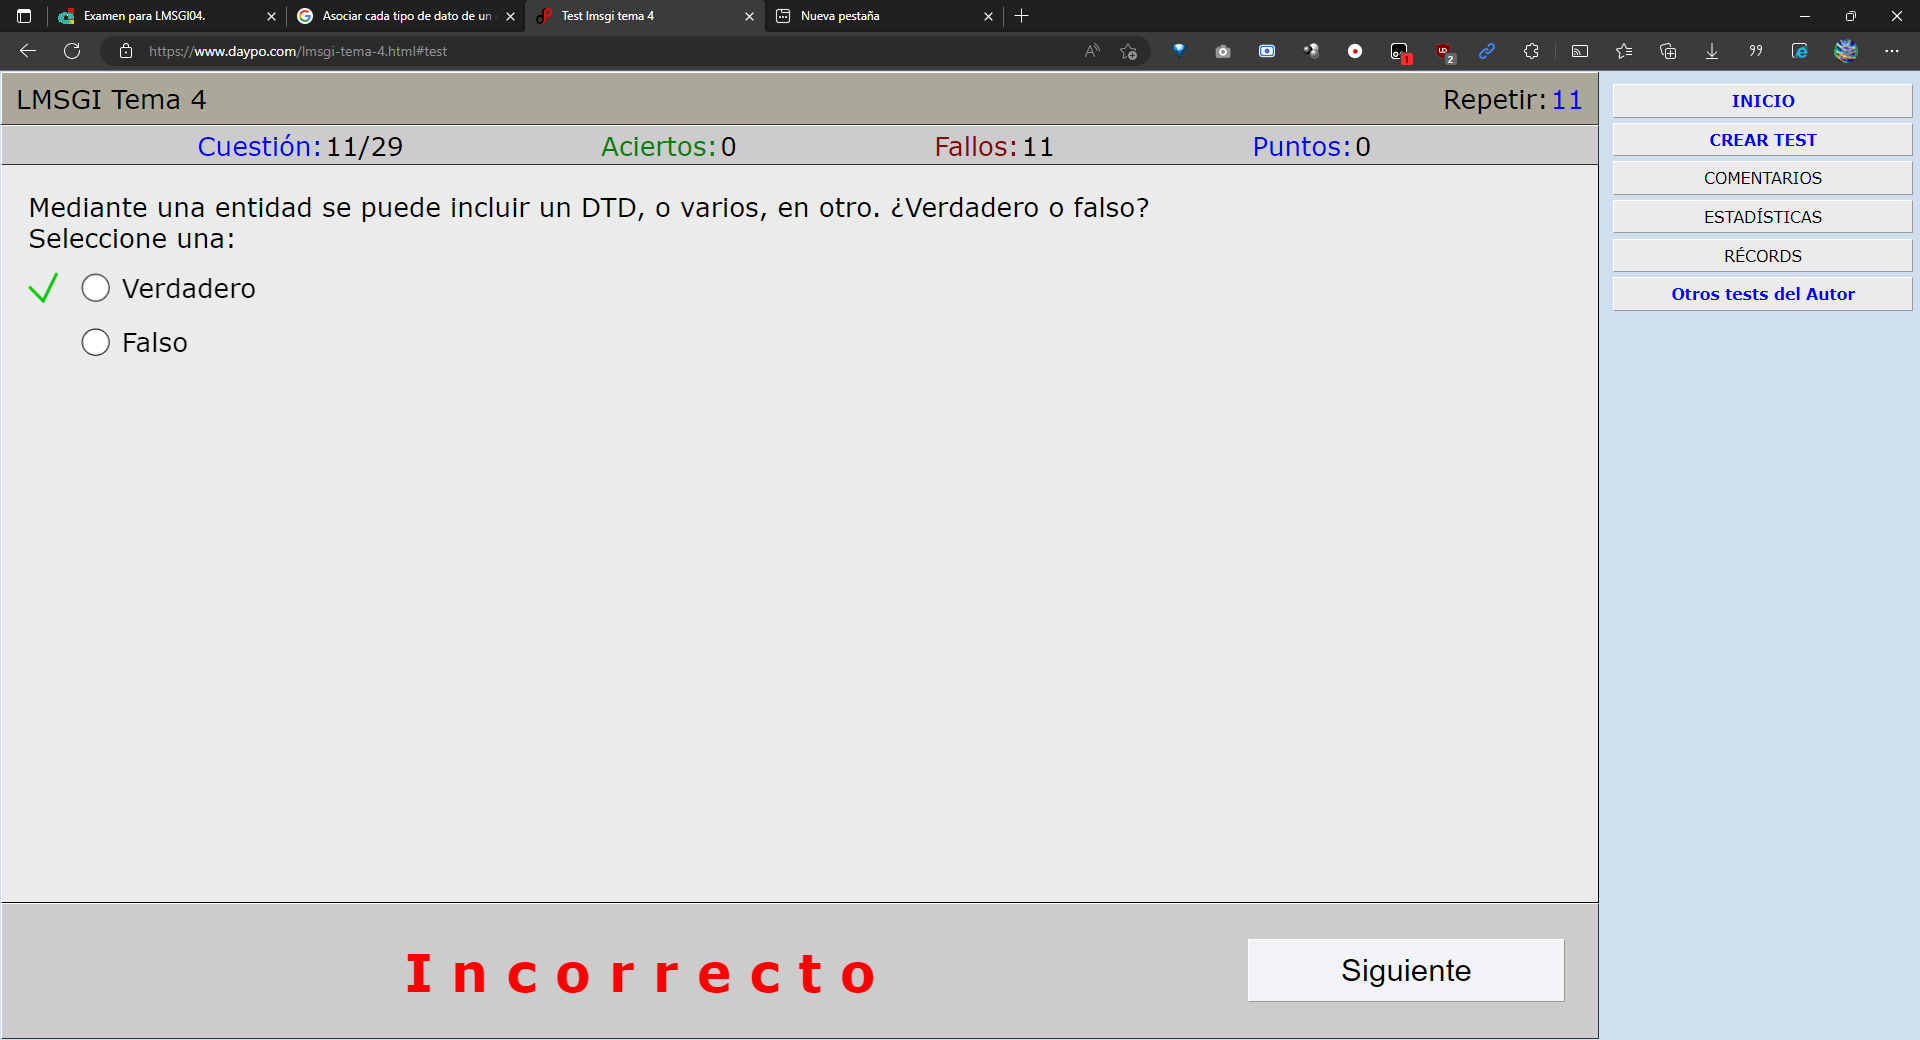 Examen para LMSGI04.
Asociar cada tipo de dato de un
Test lmsgi tema 4
Nueva pestaña
https://www.daypo.com/lmsgi-tema-4.html#test
1
2
LMSGI Tema 4
Repetir: 11
Cuestión: 11/29
Aciertos: 0
Fallos: 11
Puntos: 0
Mediante una entidad se puede incluir un DTD, o varios, en otro. ¿Verdadero o falso?
Seleccione una:
Verdadero
Falso
Incorrecto
Siguiente
INICIO
CREAR TEST
COMENTARIOS
ESTADÍSTICAS
RÉCORDS
Otros tests del Autor